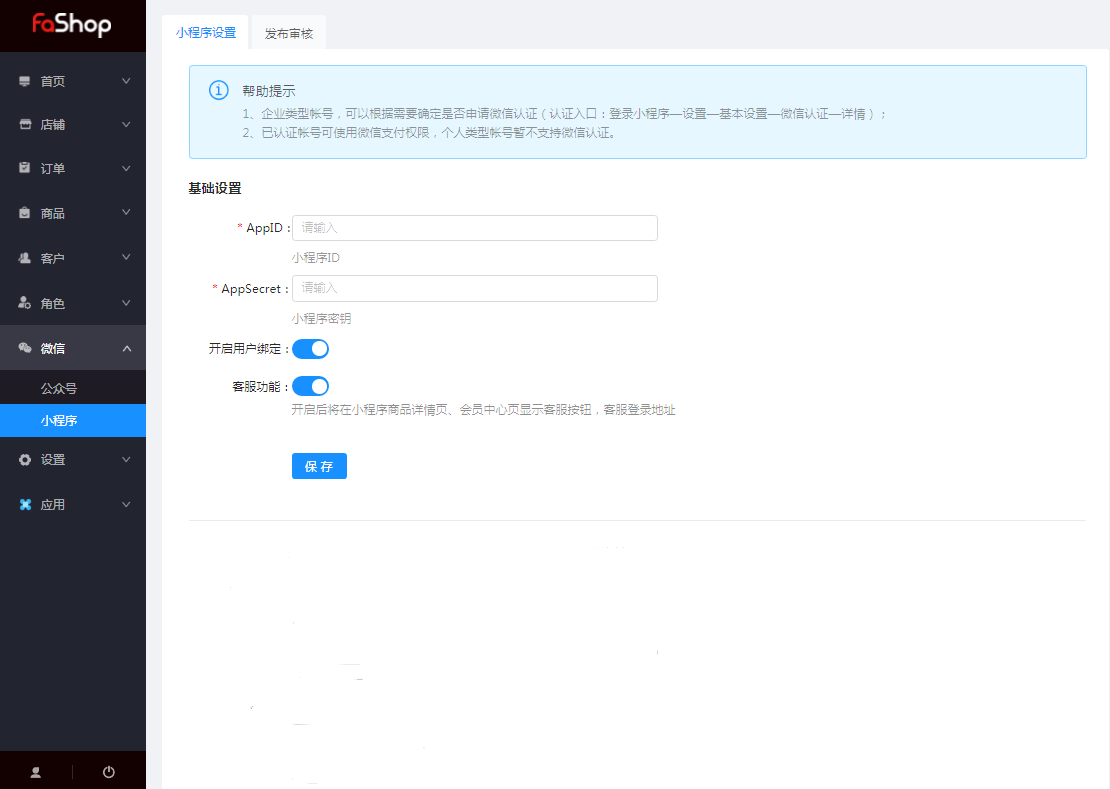 FaShop
首页
店铺
订单
商品
客户
角色
微信
公众号
小程序
设置
应用
小程序设置
发布审核
帮助提示
1、企业类型帐号，可以根据需要确定是否申请微信认证（认证入口：登录小程序—设置—基本设置—微信认证—详情）；
2、已认证帐号可使用微信支付权限，个人类型帐号暂不支持微信认证。
基础设置
* AppID : 请输入
小程序ID
* AppSecret : 请输入
小程序密钥
开启用户绑定 :
客服功能 :
开启后将在小程序商品详情页、会员中心页显示客服按钮，客服登录地址
保 存